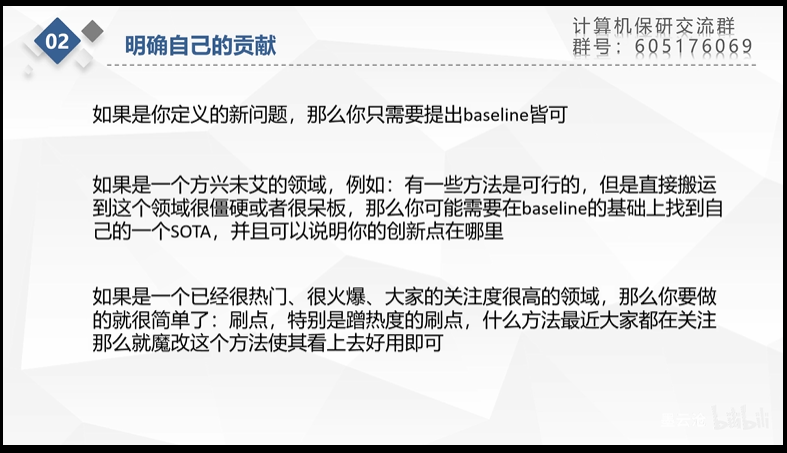 02
明确自己的贡献
计算机保研交流群
群号：605176069
如果是你定义的新问题，那么你只需要提出baseline皆可
如果是一个方兴未艾的领域，例如：有一些方法是可行的，但是直接搬运
到这个领域很僵硬或者很呆板，那么你可能需要在baseline的基础上找到自
己的一个SOTA，并且可以说明你的创新点在哪里
如果是一个已经很热门、很火爆、大家的关注度很高的领域，那么你要做
的就很简单了：刷点，特别是蹭热度的刷点，什么方法最近大家都在关注
那么就魔改这个方法使其看上去好用即可
bilibili